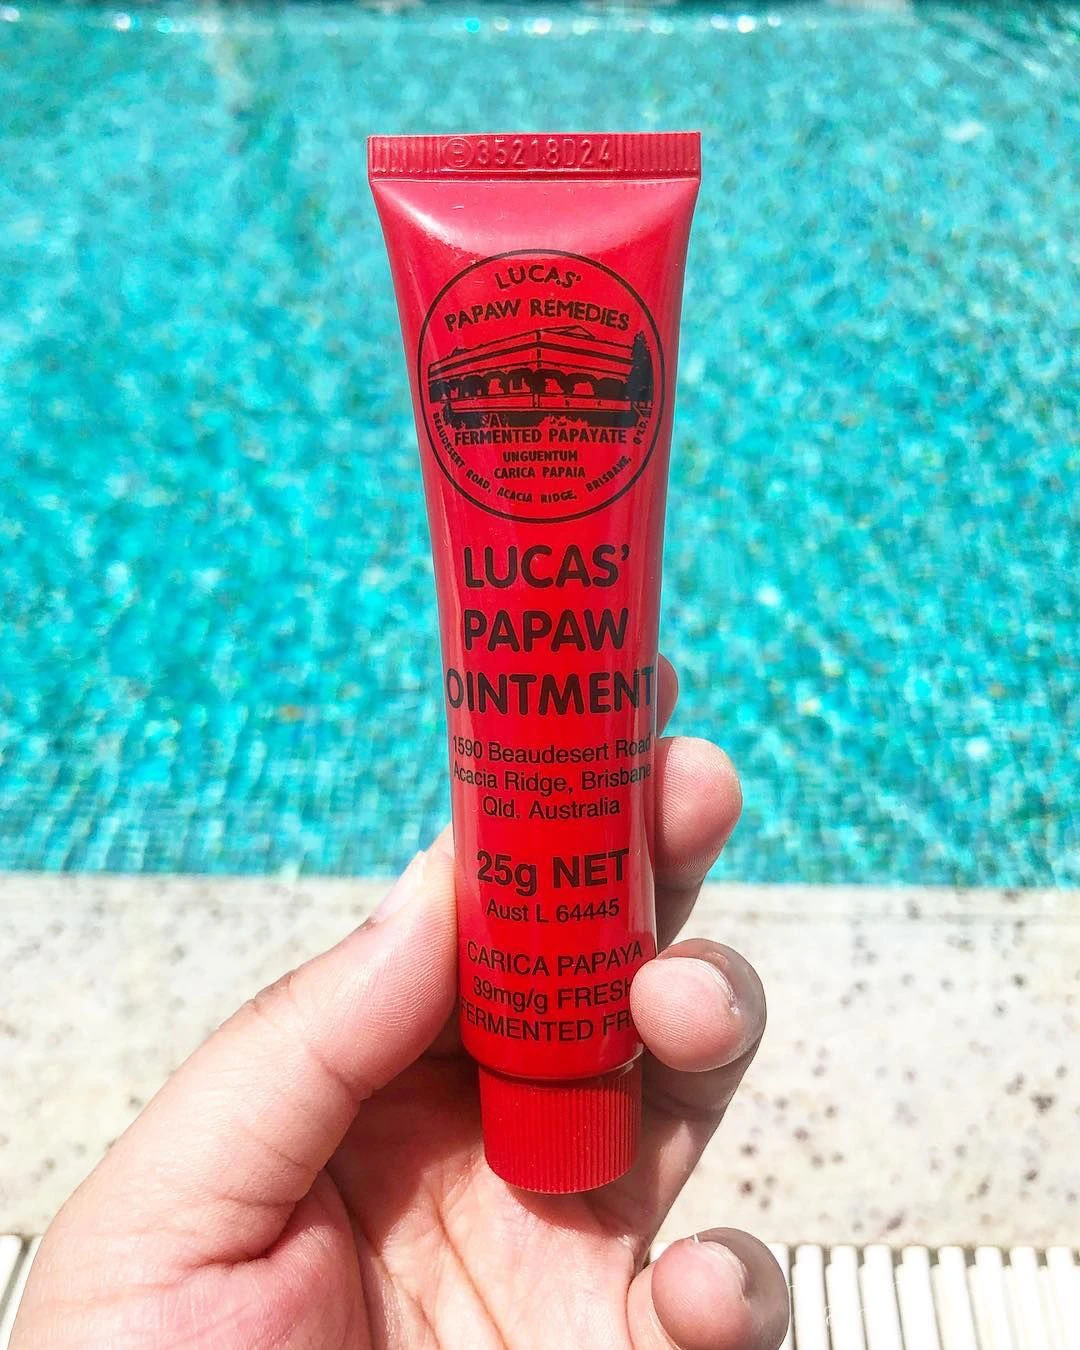 35218D24
LUCAS'
PAPAW REMEDIES
FERMENTED PAPAYATE
UNGUENTUM
CARICA PAPAIA
BEAUDESERT ROAD, ACACIA RIDGE, BRISBANE, Q'LD.
LUCAS'
PAPAW
OINTMENT
1590 Beaudesert Road
Acacia Ridge, Brisbane
Qld. Australia
25g NET
Aust L 64445
CARICA PAPAYA
39mg/g FRESH
FERMENTED